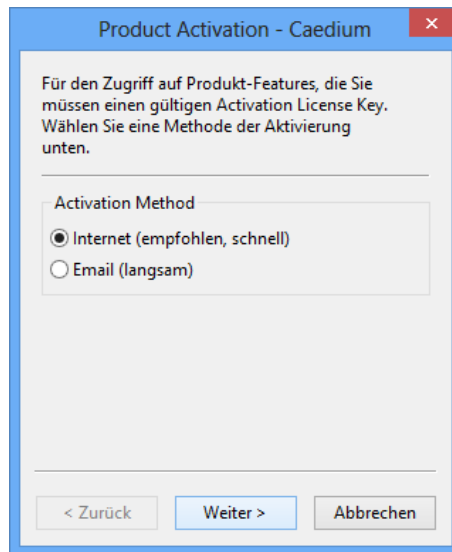 Product Activation - Caedium
Für den Zugriff auf Produkt-Features, die Sie
müssen einen gültigen Activation License Key.
Wählen Sie eine Methode der Aktivierung
unten.
Activation Method
Internet (empfohlen, schnell)
Email (langsam)
< Zurück
Weiter >
Abbrechen